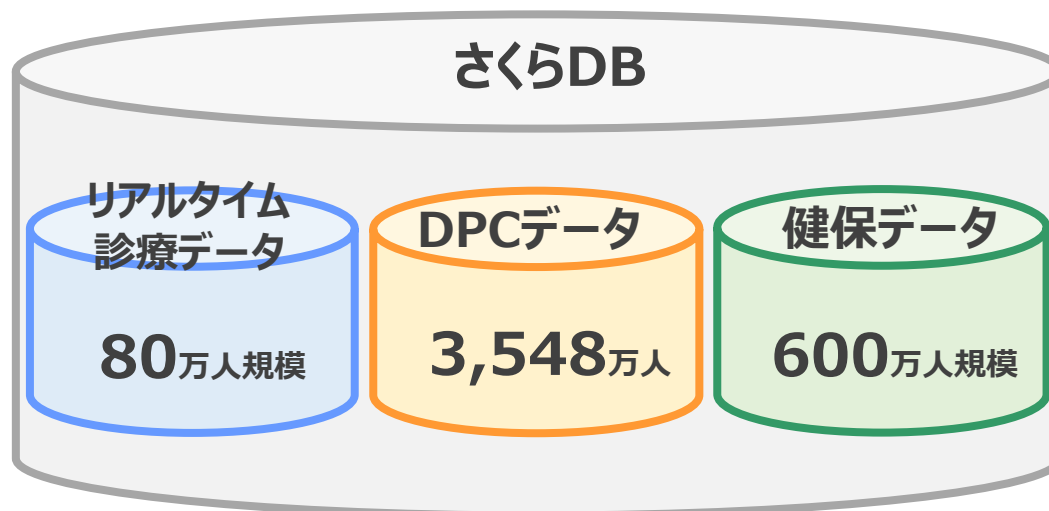 さくらDB
リアルタイム
診療データ
80万人規模
DPCデータ
3,548万人
健保データ
600万人規模